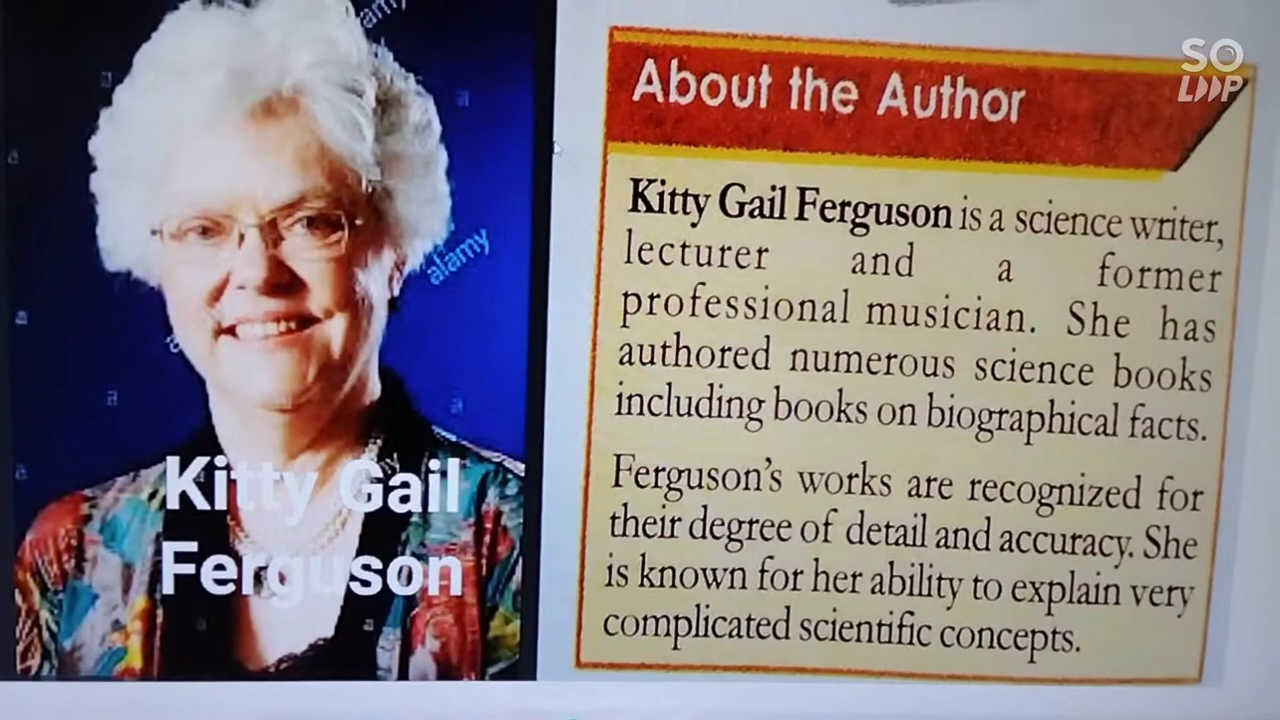 amy
SO
LOOP
About the Author
Kitty Gail Ferguson is a science writer,
lecturer and a former
professional musician. She has
authored numerous science books
including books on biographical facts.
Ferguson's works are recognized for
their degree of detail and accuracy. She
is known for her ability to explain very
complicated scientific concepts.
alamy
a
a
a
a
a
a
a
a
a
a
Kitty Gail
Ferguson